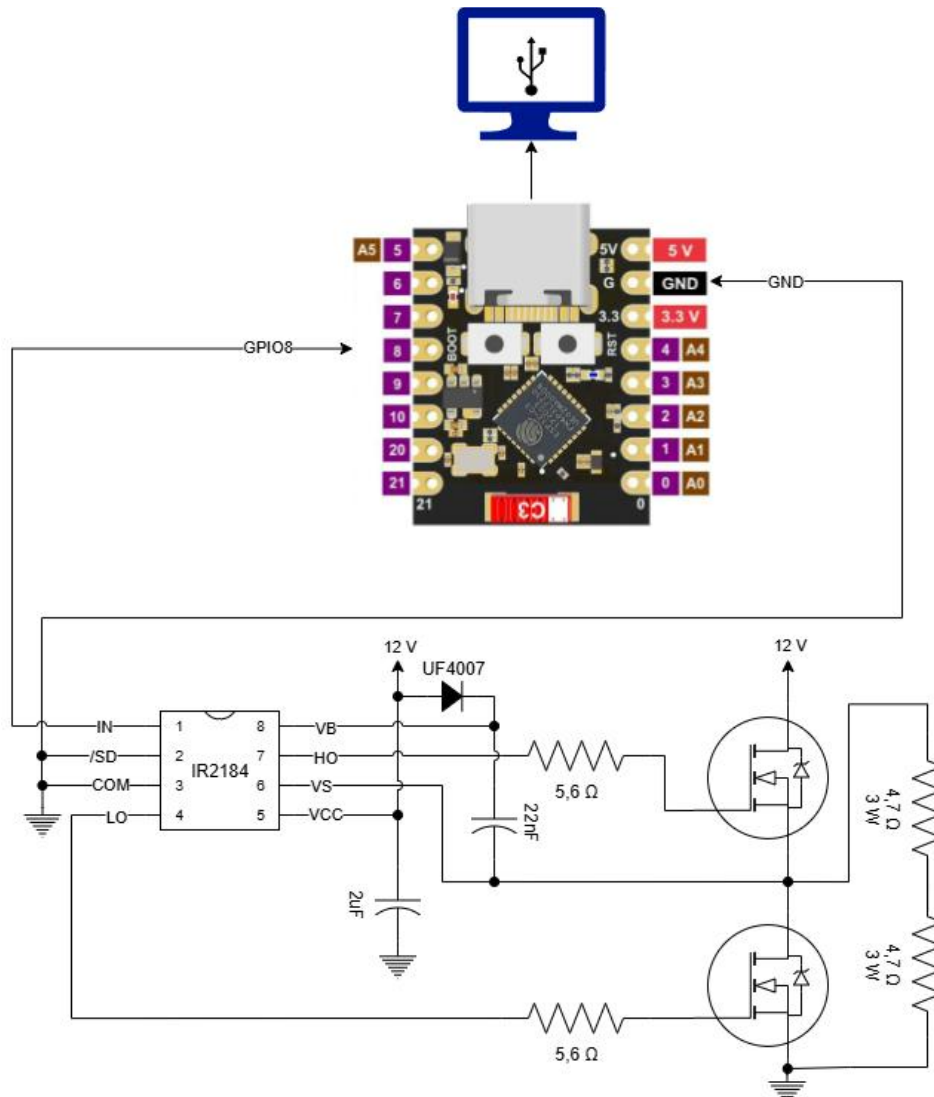 5V
A5 5
5 V
6
G
GND
GND
7
3.3
3.3 V
GPIO8
8
BOOT
RST
4 A4
9
3 A3
10
2 A2
20
1 A1
21
0 A0
21
C3
0
12 V
UF4007
12 V
IN
1
8
VB
/SD
2
7
HO
IR2184
COM
3
6
VS
LO
4
5
VCC
5,6 Ω
22nF
2uF
4,7 Ω
3 W
4,7 Ω
3 W
5,6 Ω